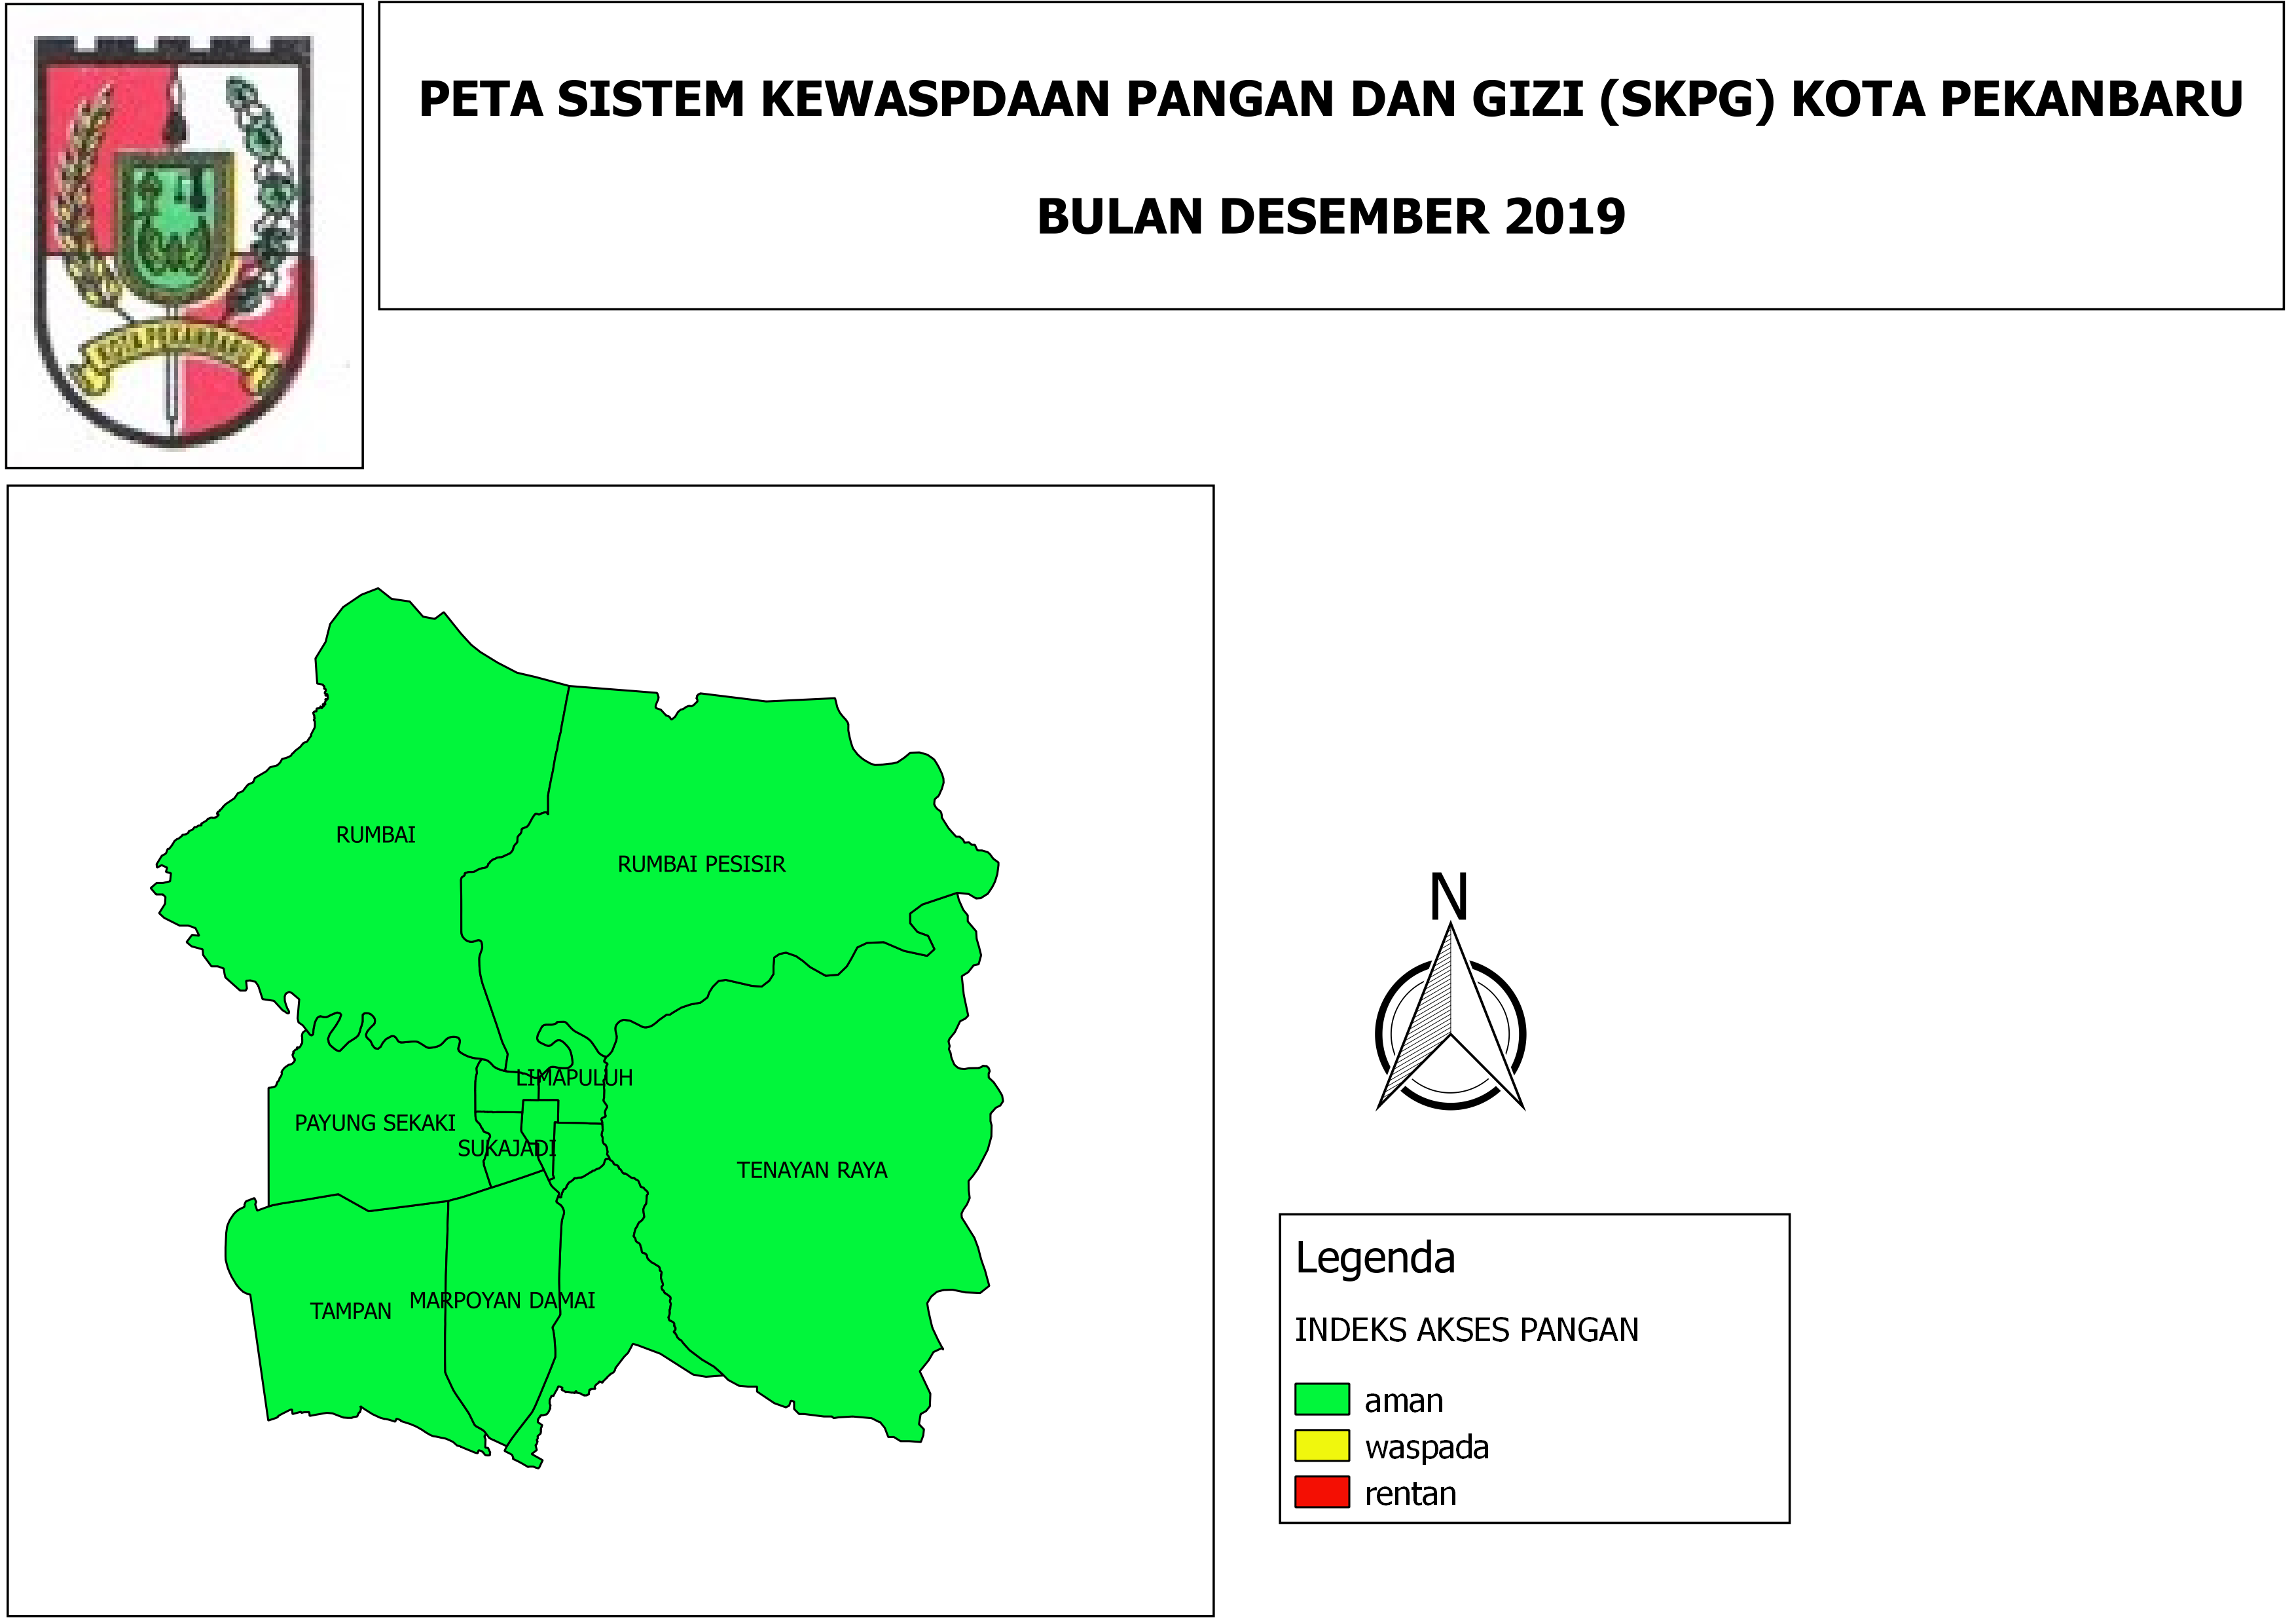 KOTA PEKANBARU
PETA SISTEM KEWASPDAAN PANGAN DAN GIZI (SKPG) KOTA PEKANBARU
BULAN DESEMBER 2019
RUMBAI
RUMBAI PESISIR
LIMAPULUH
PAYUNG SEKAKI
SUKAJADI
TENAYAN RAYA
TAMPAN
MARPOYAN DAMAI
N
Legenda
INDEKS AKSES PANGAN
aman
waspada
rentan